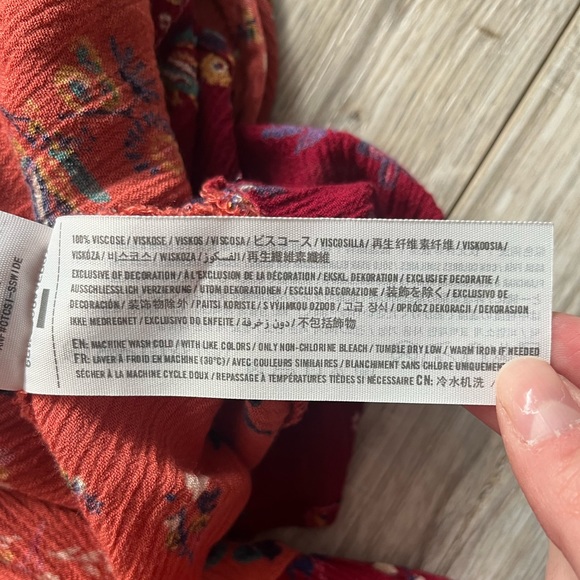 100% VISCOSE / VISKOSE / VISKOS / VISCOSA / ビスコース / VISCOSILLA / 再生纤维素纤维 / VISKOOSIA /
VISKÓZA / 비스코스 / WISKOZA / الفسكوز / 再生纖維素纖維
EXCLUSIVE OF DECORATION / À L'EXCLUSION DE LA DÉCORATION / EKSKL. DEKORATION / EXCLUSIEF DECORATIE /
AUSSCHLIESSLICH VERZIERUNG / UTOM DEKORATIONEN / ESCLUSA DECORAZIONE / 装飾を除く / EXCLUSIVO DE
DECORACIÓN / 装饰物除外 / PAITSI KORISTE / S VÝJIMKOU OZDOB / 고급 장식 / OPRÓCZ DEKORACJI / DEKORASJON
IKKE MEDREGNET / EXCLUSIVO DO ENFEITE / دون زخرفة / 不包括飾物
EN: MACHINE WASH COLD / WITH LIKE COLORS / ONLY NON-CHLORINE BLEACH / TUMBLE DRY LOW / WARM IRON IF NEEDED
FR: LAVER À FROID EN MACHINE (30°C) / AVEC COULEURS SIMILAIRES / BLANCHIMENT SANS CHLORE UNIQUEMENT
SÉCHER À LA MACHINE CYCLE DOUX / REPASSAGE À TEMPÉRATURES TIÈDES SI NÉCESSAIRE CN: 冷水机洗